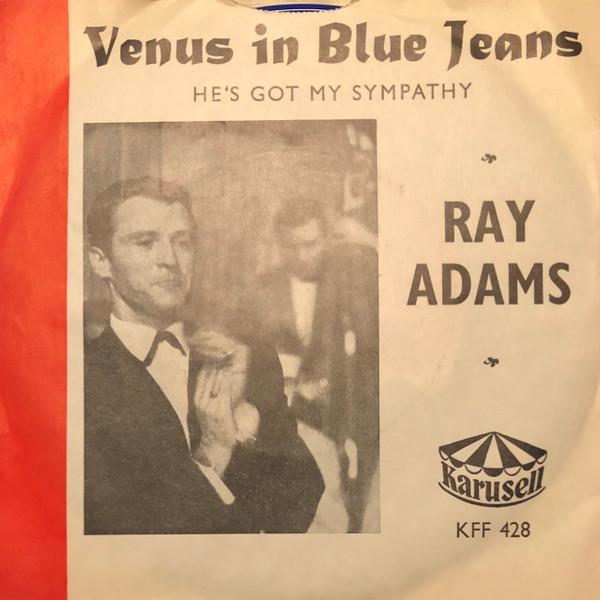 Venus in Blue Jeans
HE'S GOT MY SYMPATHY
RAY
ADAMS
Karusell
KFF 428